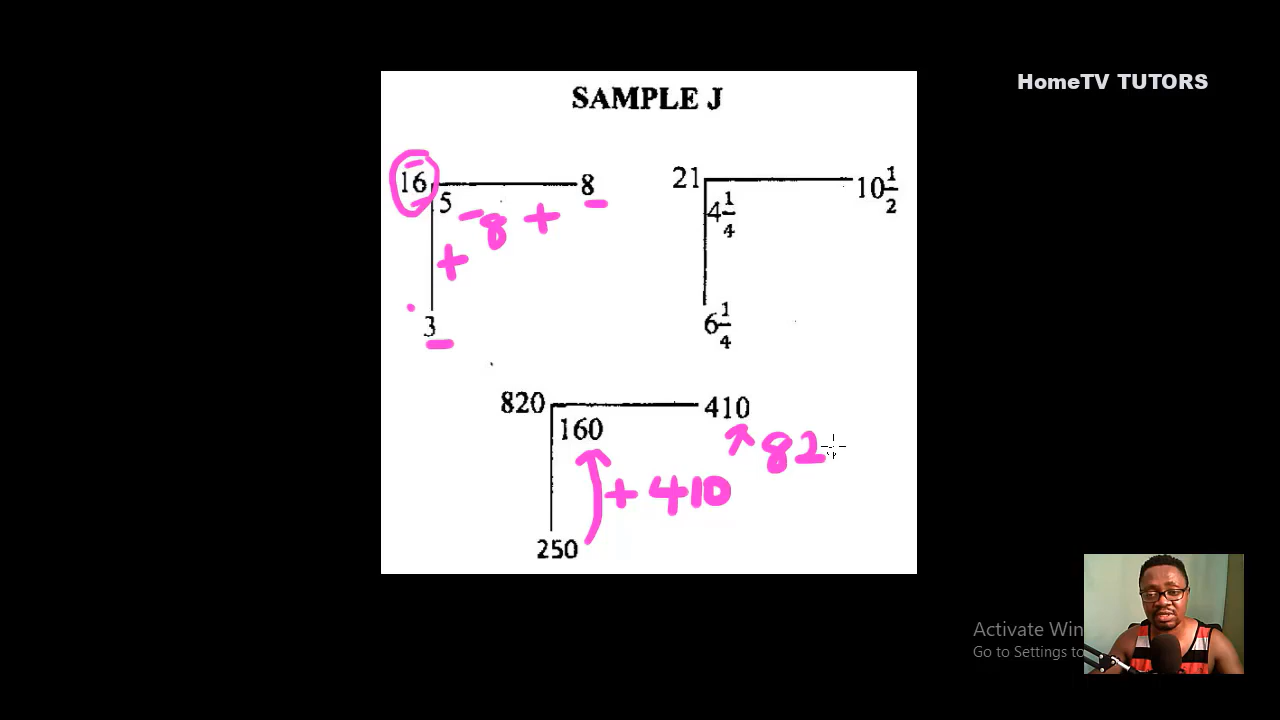 HomeTV TUTORS
SAMPLE J
16 8
5
8 +
+
3
21 10 1/2
4 1/4
6 1/4
820 410
160
82
+ 410
250
Activate Win
Go to Settings to